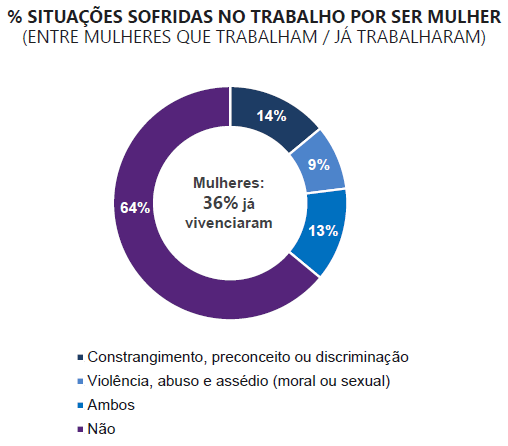 % SITUAÇÕES SOFRIDAS NO TRABALHO POR SER MULHER
(ENTRE MULHERES QUE TRABALHAM / JÁ TRABALHARAM)
14%
9%
Mulheres:
36% já
vivenciaram
64%
13%
Constrangimento, preconceito ou discriminação
Violência, abuso e assédio (moral ou sexual)
Ambos
Não